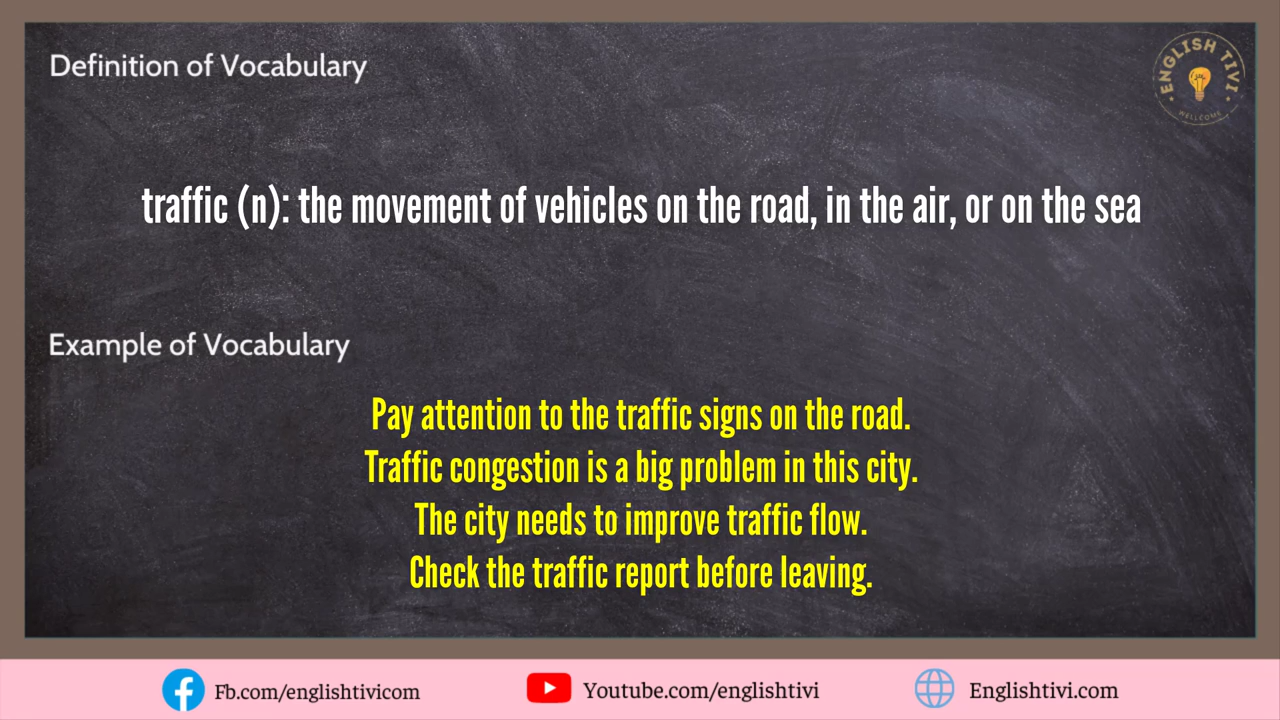 Definition of Vocabulary
ENGLISH TIVI
WELLCOME
traffic (n): the movement of vehicles on the road, in the air, or on the sea
Example of Vocabulary
Pay attention to the traffic signs on the road.
Traffic congestion is a big problem in this city.
The city needs to improve traffic flow.
Check the traffic report before leaving.
Fb.com/englishtivicom
Youtube.com/englishtivi
Englishtivi.com